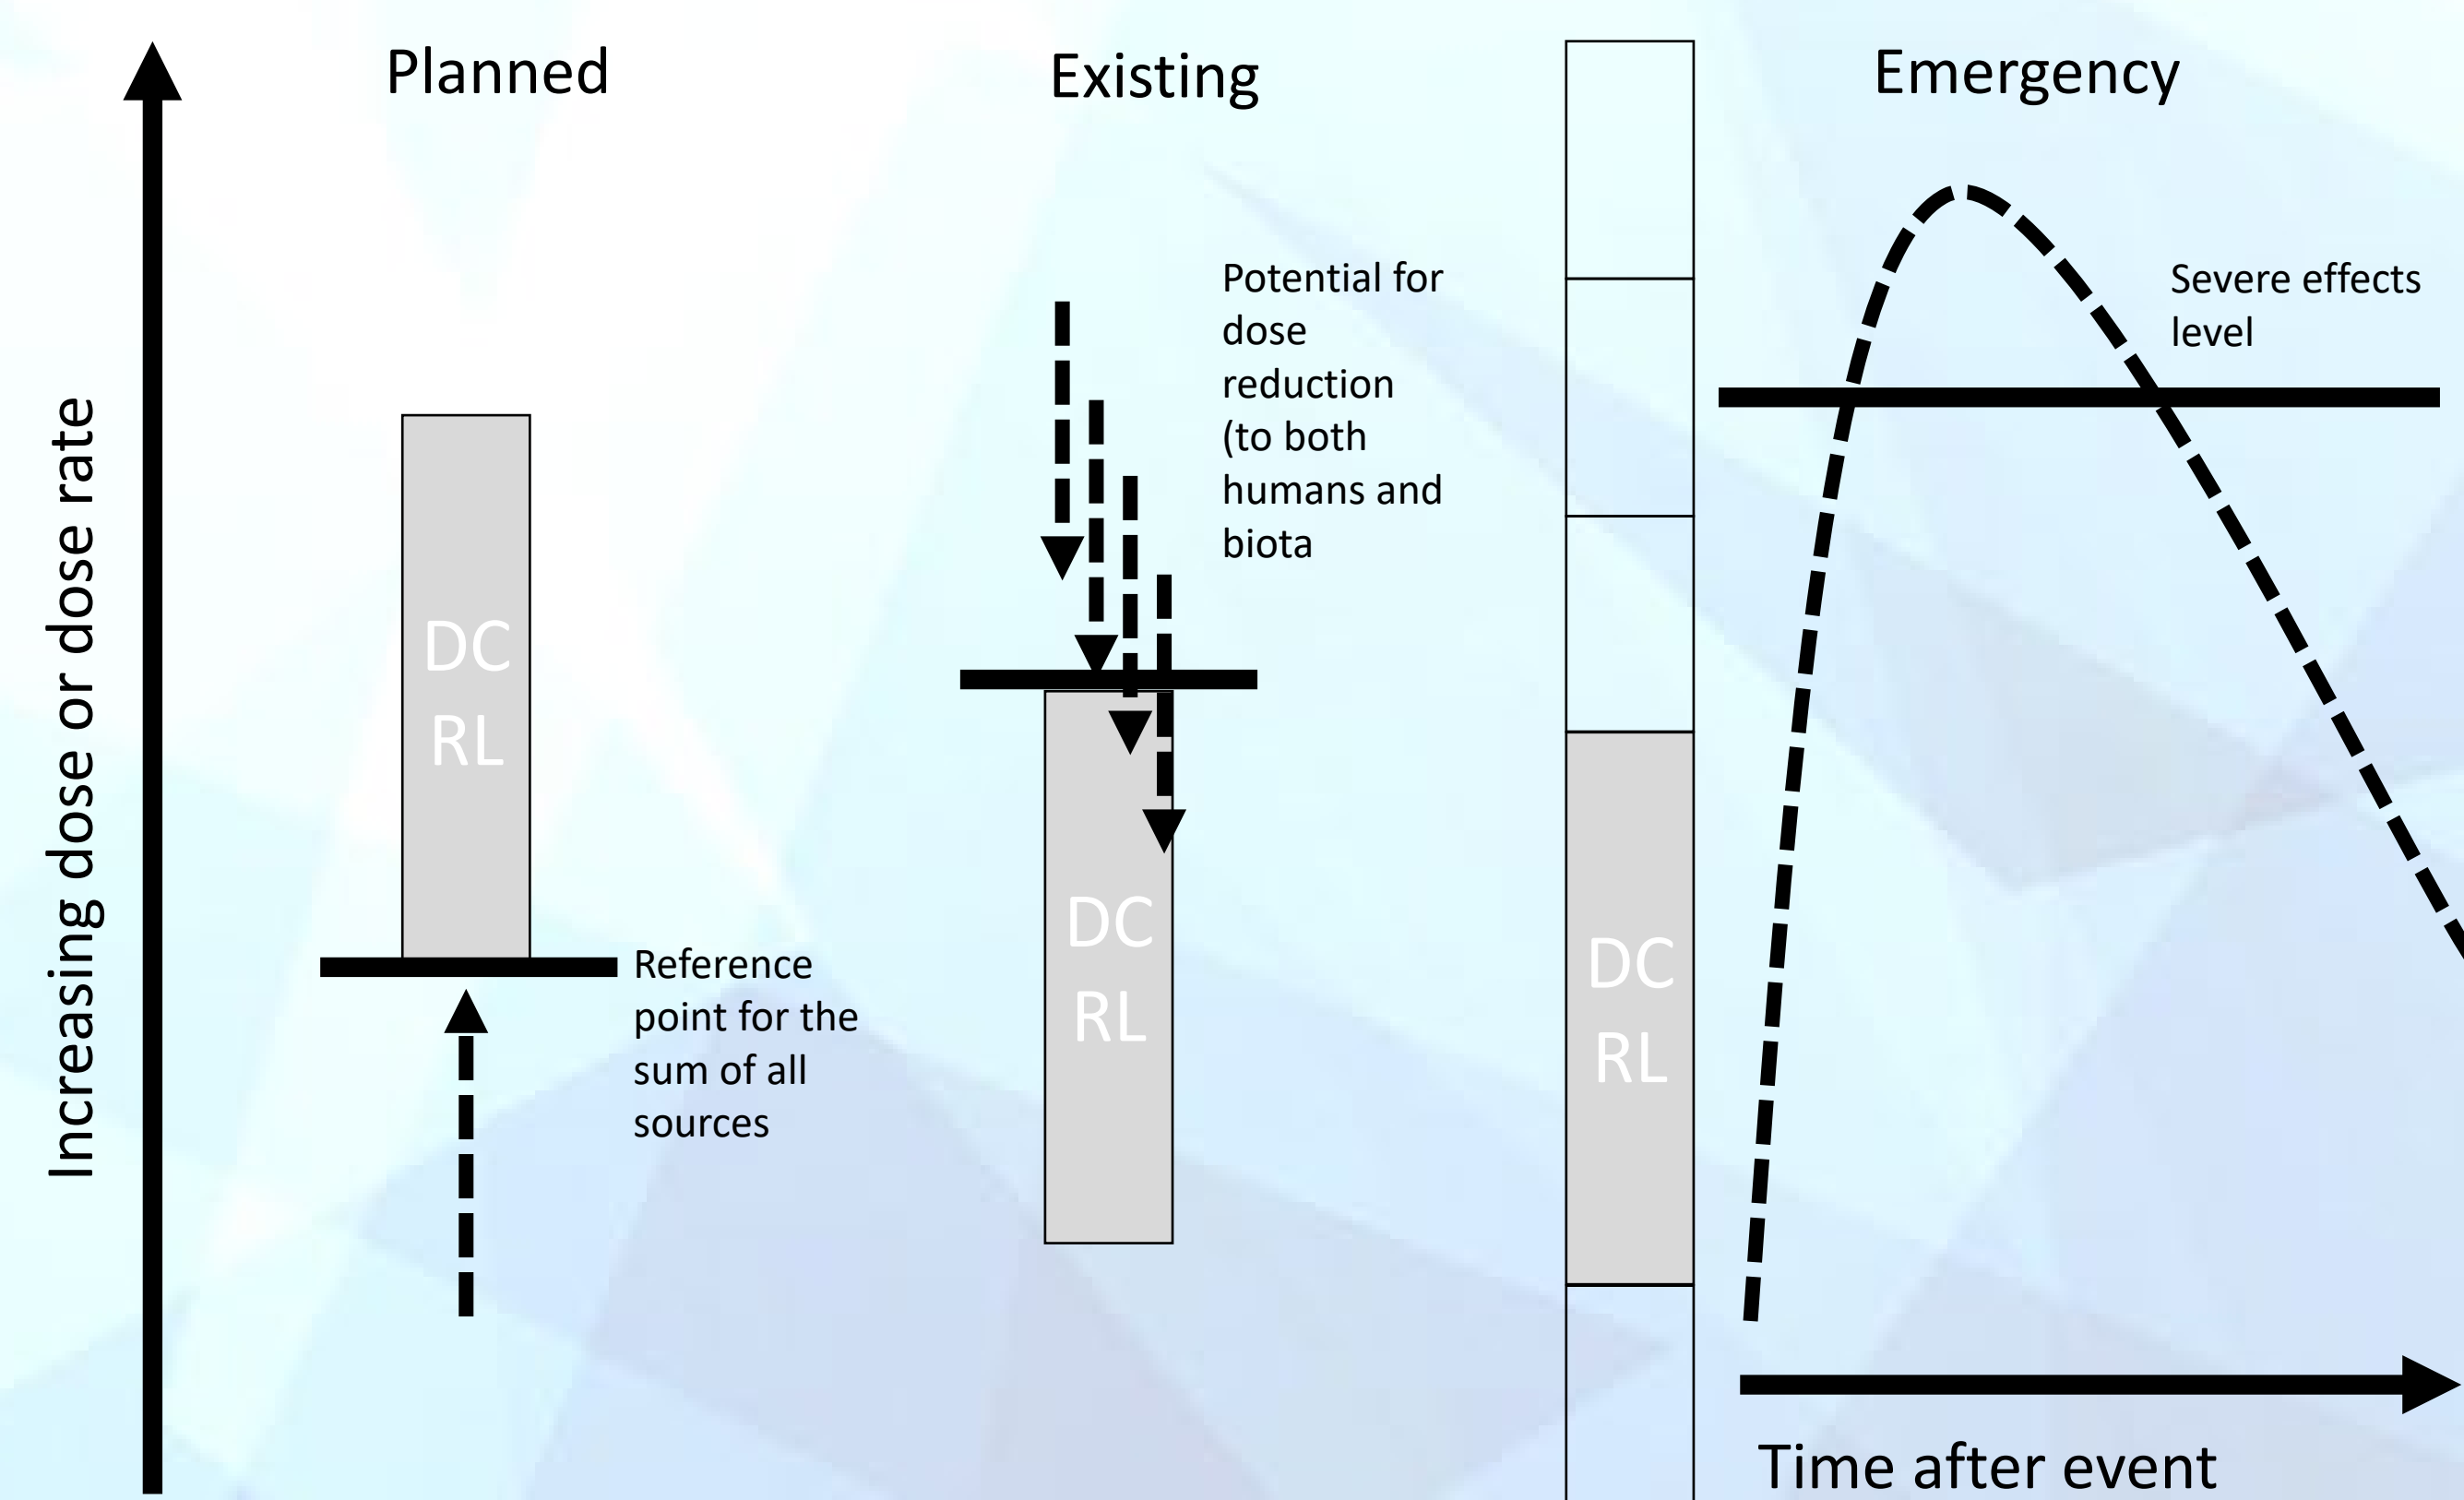 Planned
Existing
Emergency
Increasing dose or dose rate
DC
RL
Reference
point for the
sum of all
sources
Potential for
dose
reduction
(to both
humans and
biota
DC
RL
DC
RL
Severe effects
level
Time after event